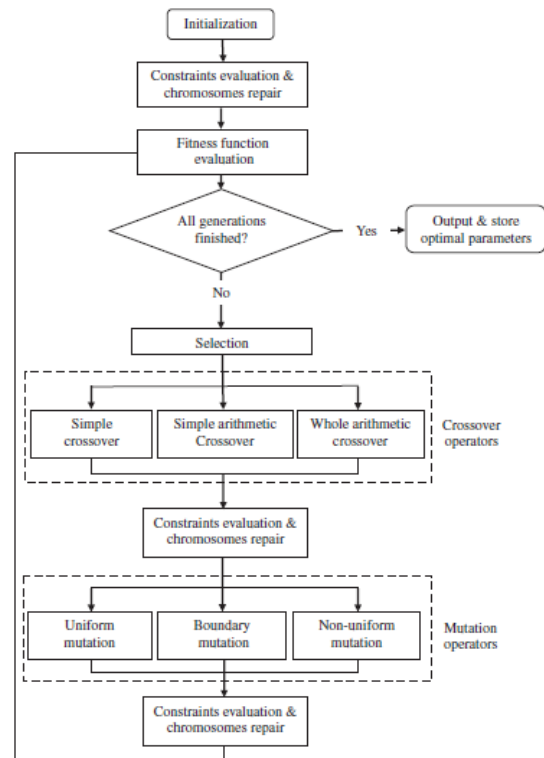 Initialization
Constraints evaluation &
chromosomes repair
Fitness function
evaluation
All generations
finished?
Yes
Output & store
optimal parameters
No
Selection
Simple
crossover
Simple arithmetic
Crossover
Whole arithmetic
crossover
Crossover
operators
Constraints evaluation &
chromosomes repair
Uniform
mutation
Boundary
mutation
Non-uniform
mutation
Mutation
operators
Constraints evaluation &
chromosomes repair